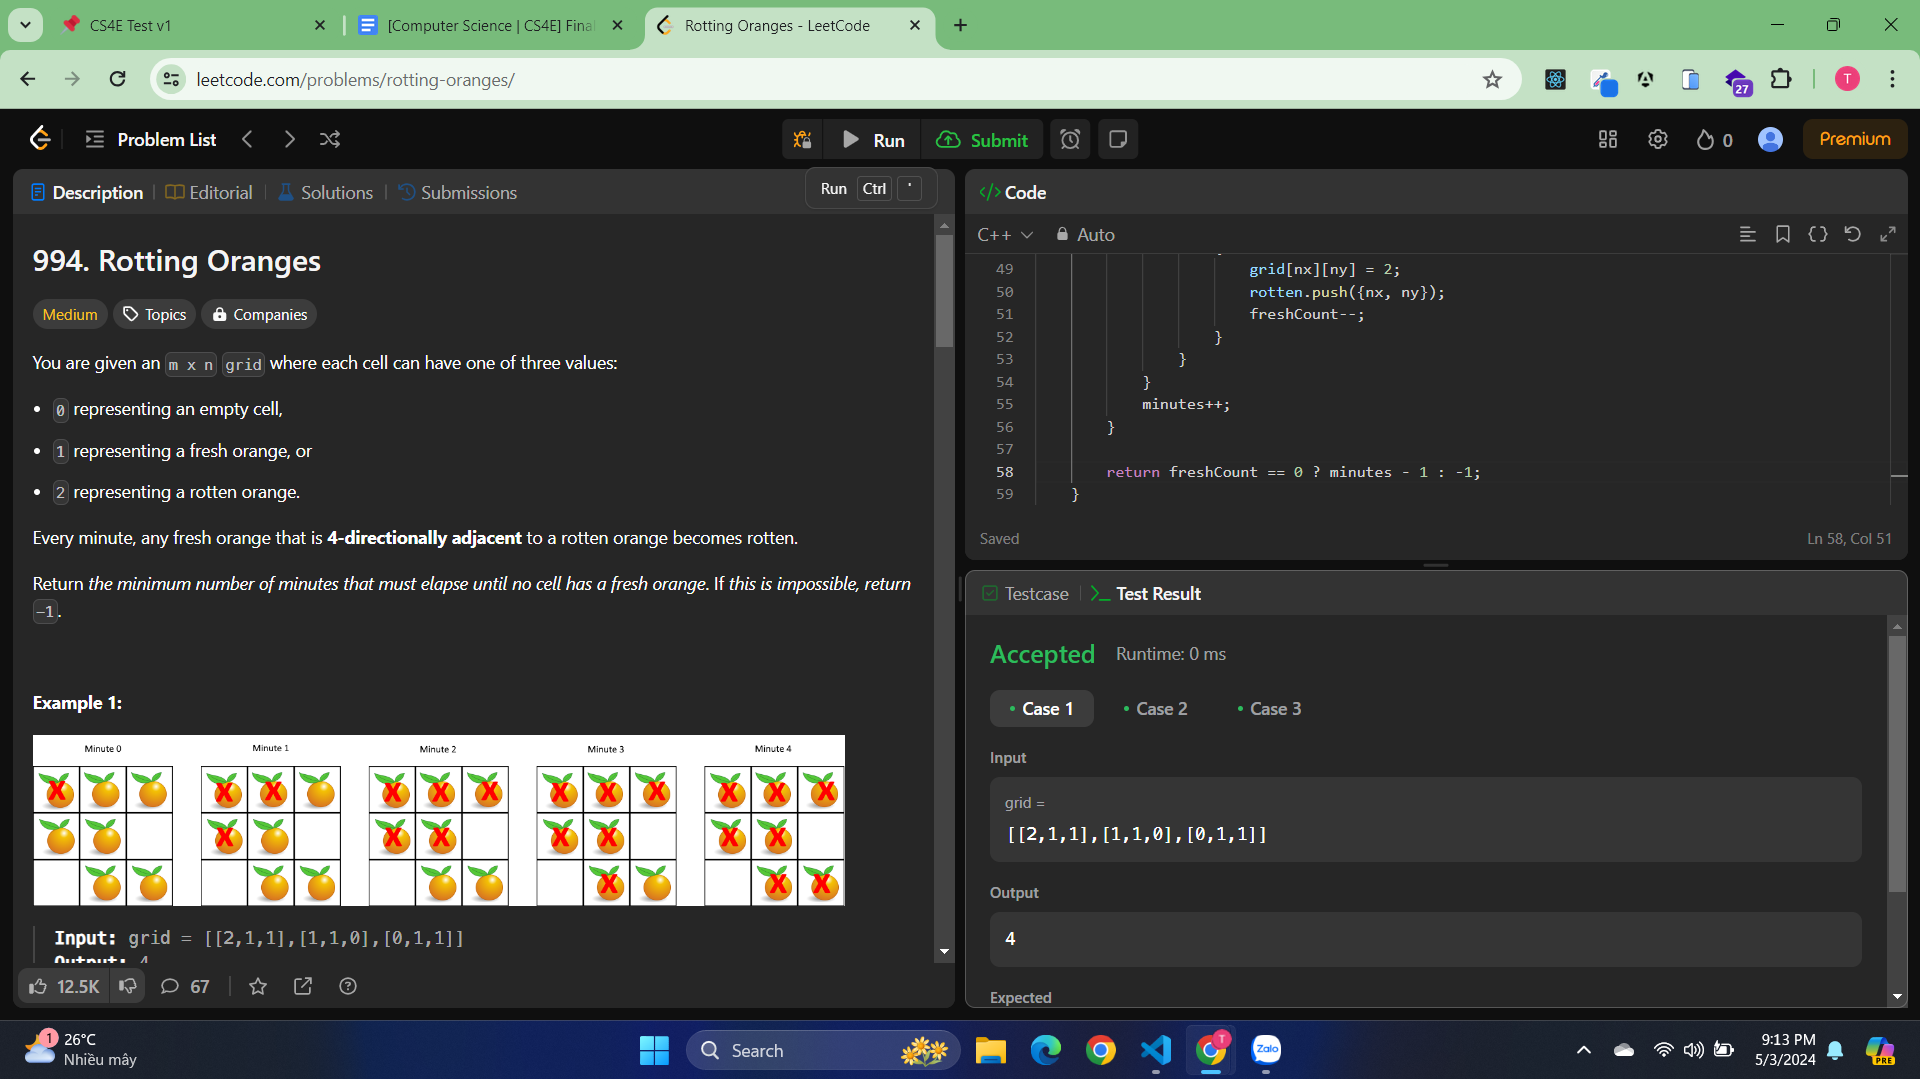 CS4E Test v1
[Computer Science | CS4E] Final
Rotting Oranges - LeetCode
leetcode.com/problems/rotting-oranges/
27
T
Problem List
Run
Submit
0
Premium
Description
Editorial
Solutions
Submissions
Run Ctrl '
994. Rotting Oranges
Medium
Topics
Companies
You are given an m x n grid where each cell can have one of three values:
• 0 representing an empty cell,
• 1 representing a fresh orange, or
• 2 representing a rotten orange.
Every minute, any fresh orange that is 4-directionally adjacent to a rotten orange becomes rotten.
Return the minimum number of minutes that must elapse until no cell has a fresh orange. If this is impossible, return
-1.
Example 1:
Minute 0
Minute 1
Minute 2
Minute 3
Minute 4
Input: grid = [[2,1,1],[1,1,0],[0,1,1]]
Output: 4
12.5K
67
</> Code
C++
Auto
49 grid[nx][ny] = 2;
50 rotten.push({nx, ny});
51 freshCount--;
52 }
53 }
54 }
55 minutes++;
56 }
57
58 return freshCount == 0 ? minutes - 1 : -1;
59 }
Saved
Ln 58, Col 51
Testcase
Test Result
Accepted
Runtime: 0 ms
• Case 1
• Case 2
• Case 3
Input
grid =
[[2,1,1],[1,1,0],[0,1,1]]
Output
4
Expected
1
26°C
Nhiều mây
Search
T
Zalo
9:13 PM
5/3/2024
PRE